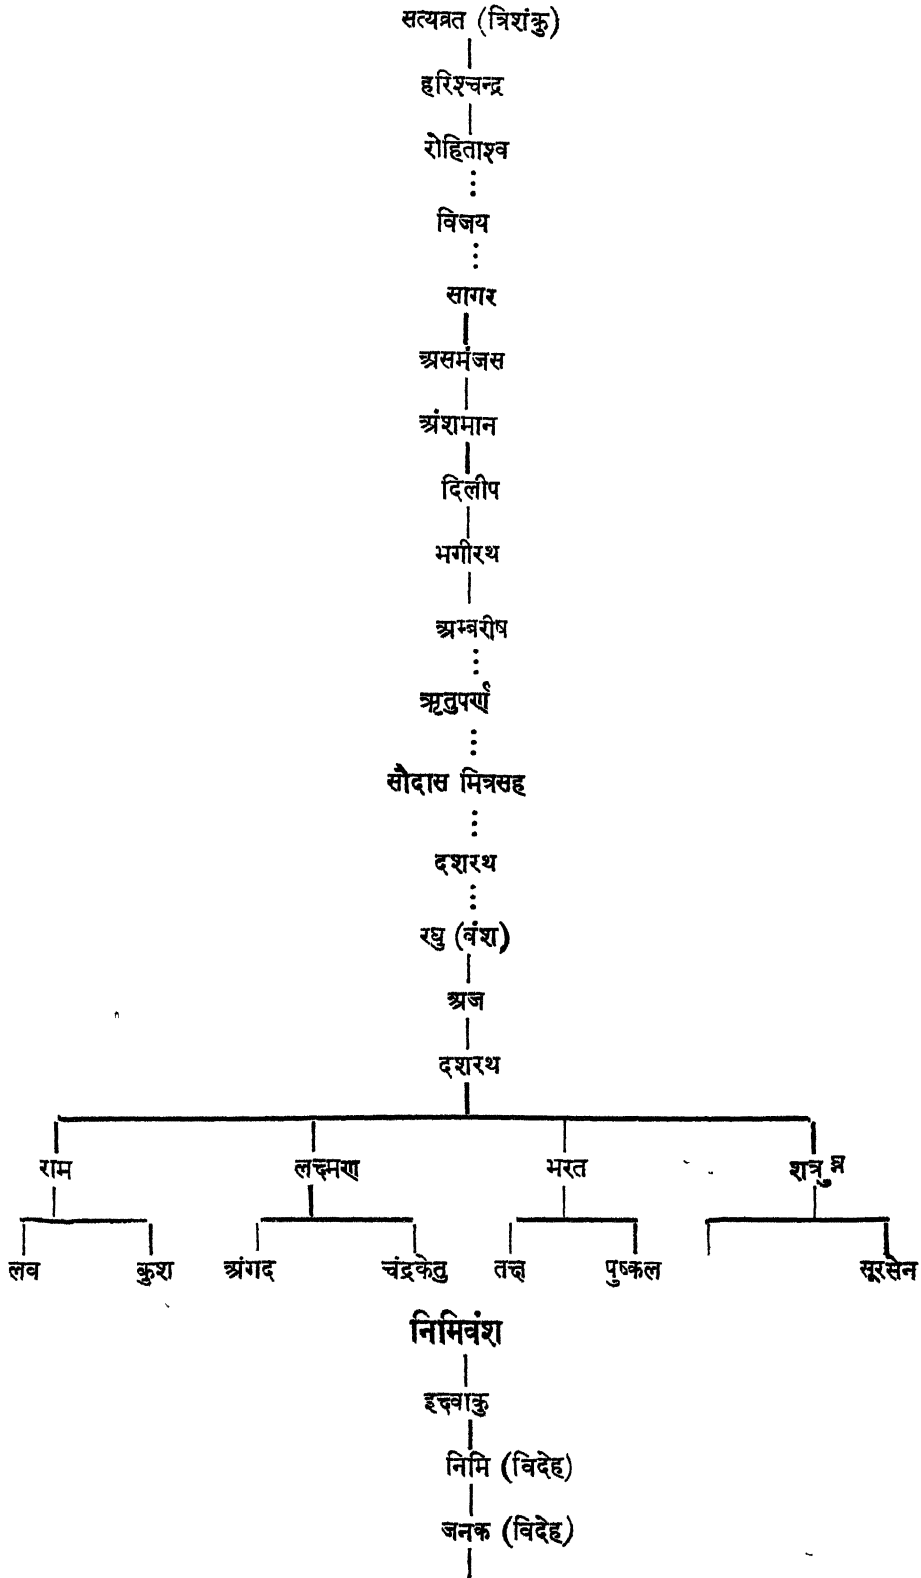 सत्यव्रत (त्रिशंकु)
हरिश्चन्द्र
रोहिताश्व
विजय
सागर
असमंजस
अंशमान
दिलीप
भगीरथ
अम्बरीष
ऋतुपर्ण
सौदास मित्रसह
दशरथ
रघु (वंश)
अज
दशरथ
राम लक्ष्मण भरत शत्रुघ्न
लव कुश अंगद चंद्रकेतु तक्ष पुष्कल सूरसेन
निमिवंश
इक्ष्वाकु
निमि (विदेह)
जनक (विदेह)